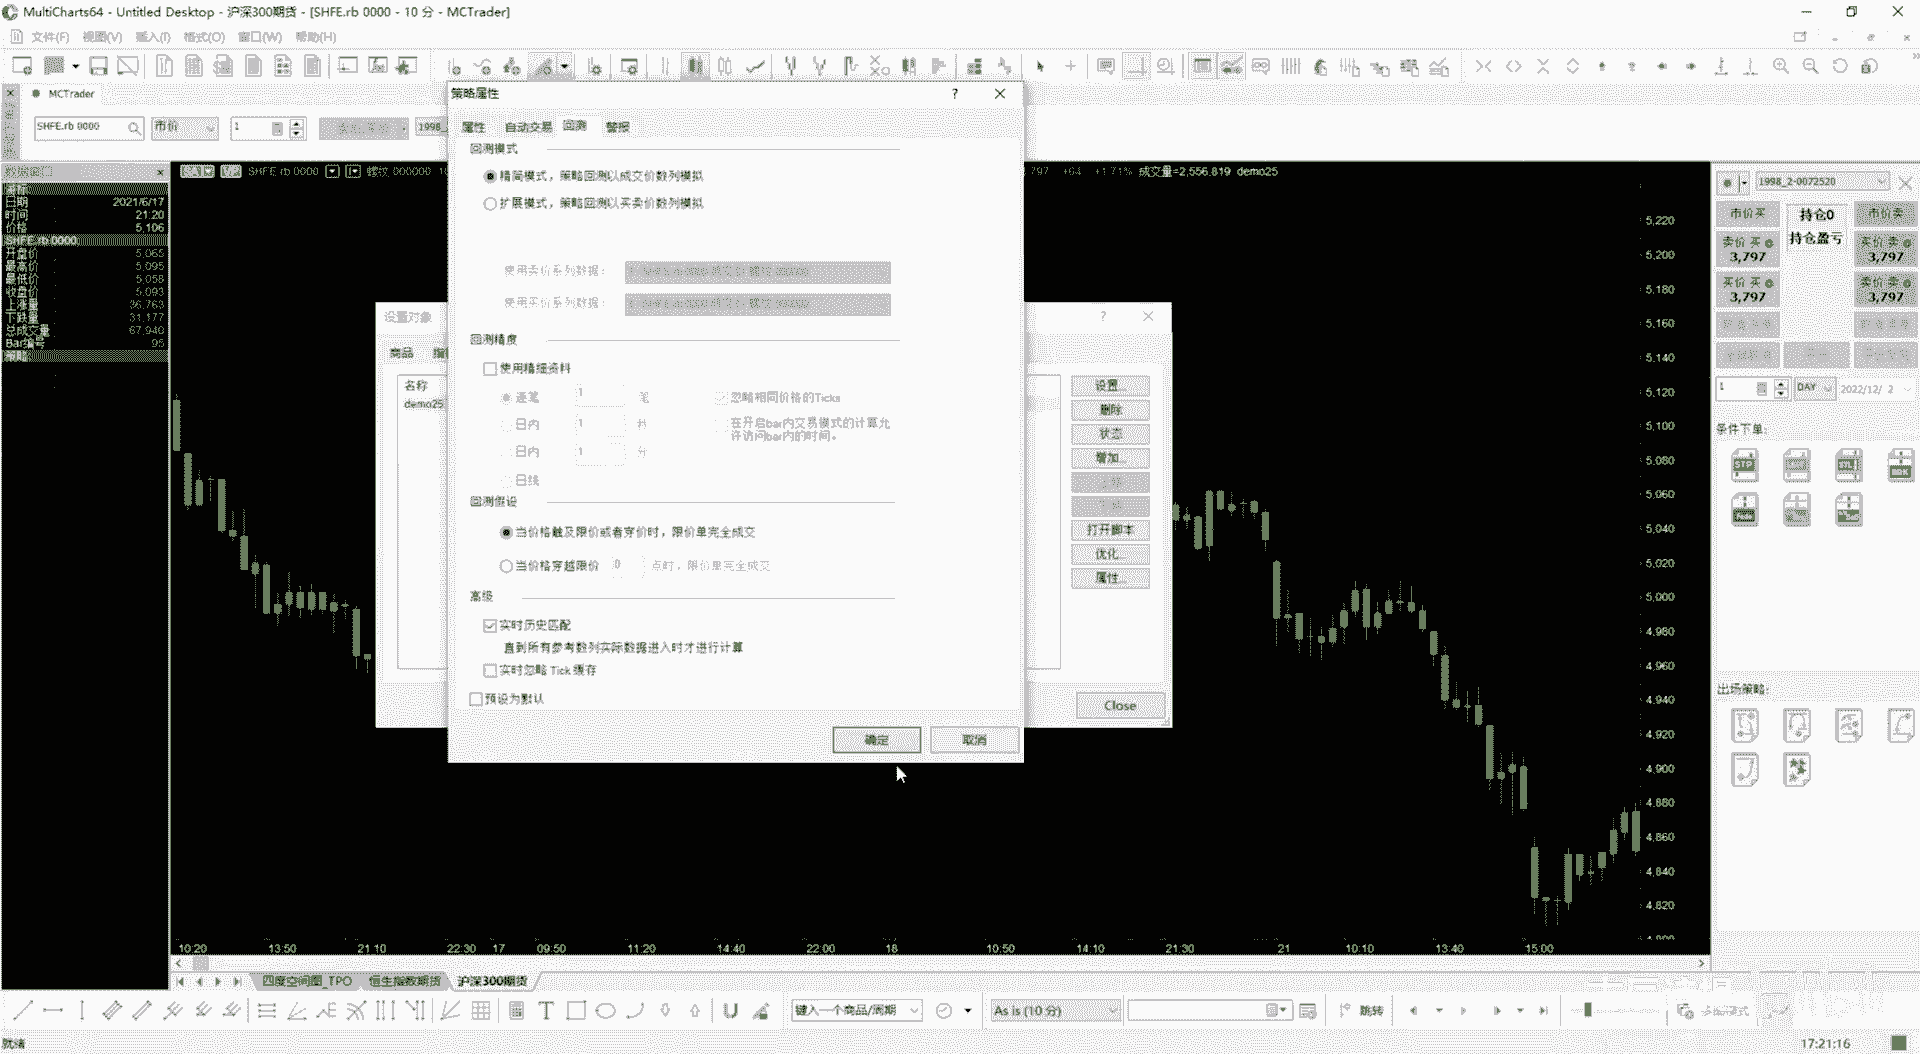 MultiCharts64 - Untitled Desktop - 沪深300期货 - [SHFE.rb 0000 - 10 分 - MCTrader]
文件(F) 视图(V) 插入(I) 格式(O) 窗口(W) 帮助(H)
MCTrader
SHFE.rb 0000 市价 1 1998_
数据窗口
日期 2021/6/17
时间 21:20
价格 5,106
SHFE.rb 0000
开盘价 5,065
最高价 5,095
最低价 5,058
收盘价 5,093
上涨量 36,763
下跌量 31,177
总成交量 67,940
Bar编号 95
策略:
SHFE.rb 0000 螺纹 000000
797 +64 +1.71% 成交量=2,556,819 demo25
策略属性 ?
属性 自动交易 回测 警报
回测模式
精简模式，策略回测以成交价数列模拟
扩展模式，策略回测以买卖价数列模拟
使用卖价系列数据:
使用买价系列数据:
回测精度
使用精细资料
逐笔 1 笔 忽略相同价格的Ticks
日内 1 在开启bar内交易模式的计算允
许访问bar内的时间。
日内 1 分
日线
回测假设
当价格触及限价或者穿价时，限价单完全成交
当价格穿越限价 0 点时，限价单完全成交
高级
实时历史匹配
直到所有参考数列实际数据进入时才进行计算
实时忽略 Tick 缓存
预设为默认
确定 取消
设置对象 ?
商品
名称
demo25
设置...
删除
状态
增加...
打开脚本
优化...
属性...
Close
5,220
5,200
5,180
5,160
5,140
5,120
5,100
5,080
5,060
5,040
5,020
5,000
4,980
4,960
4,940
4,920
4,900
4,880
4,860
4,840
4,820
10:20 13:50 21:10 22:30 17 09:50 11:20 14:40 22:00 18 10:50 14:10 21:30 21 10:10 13:40 15:00
1998_2-0072520
市价买 持仓0 市价卖
卖价 买 持仓盈亏 买价 卖
3,797 3,797
买价 买 卖价 卖
3,797 3,797
1 DAY 2022/12/ 2
条件下单:
出场策略:
四度空间图_TPO 恒生指数期货 沪深300期货
键入一个商品/周期 As is (10 分) 跳转
就绪 17:21:16